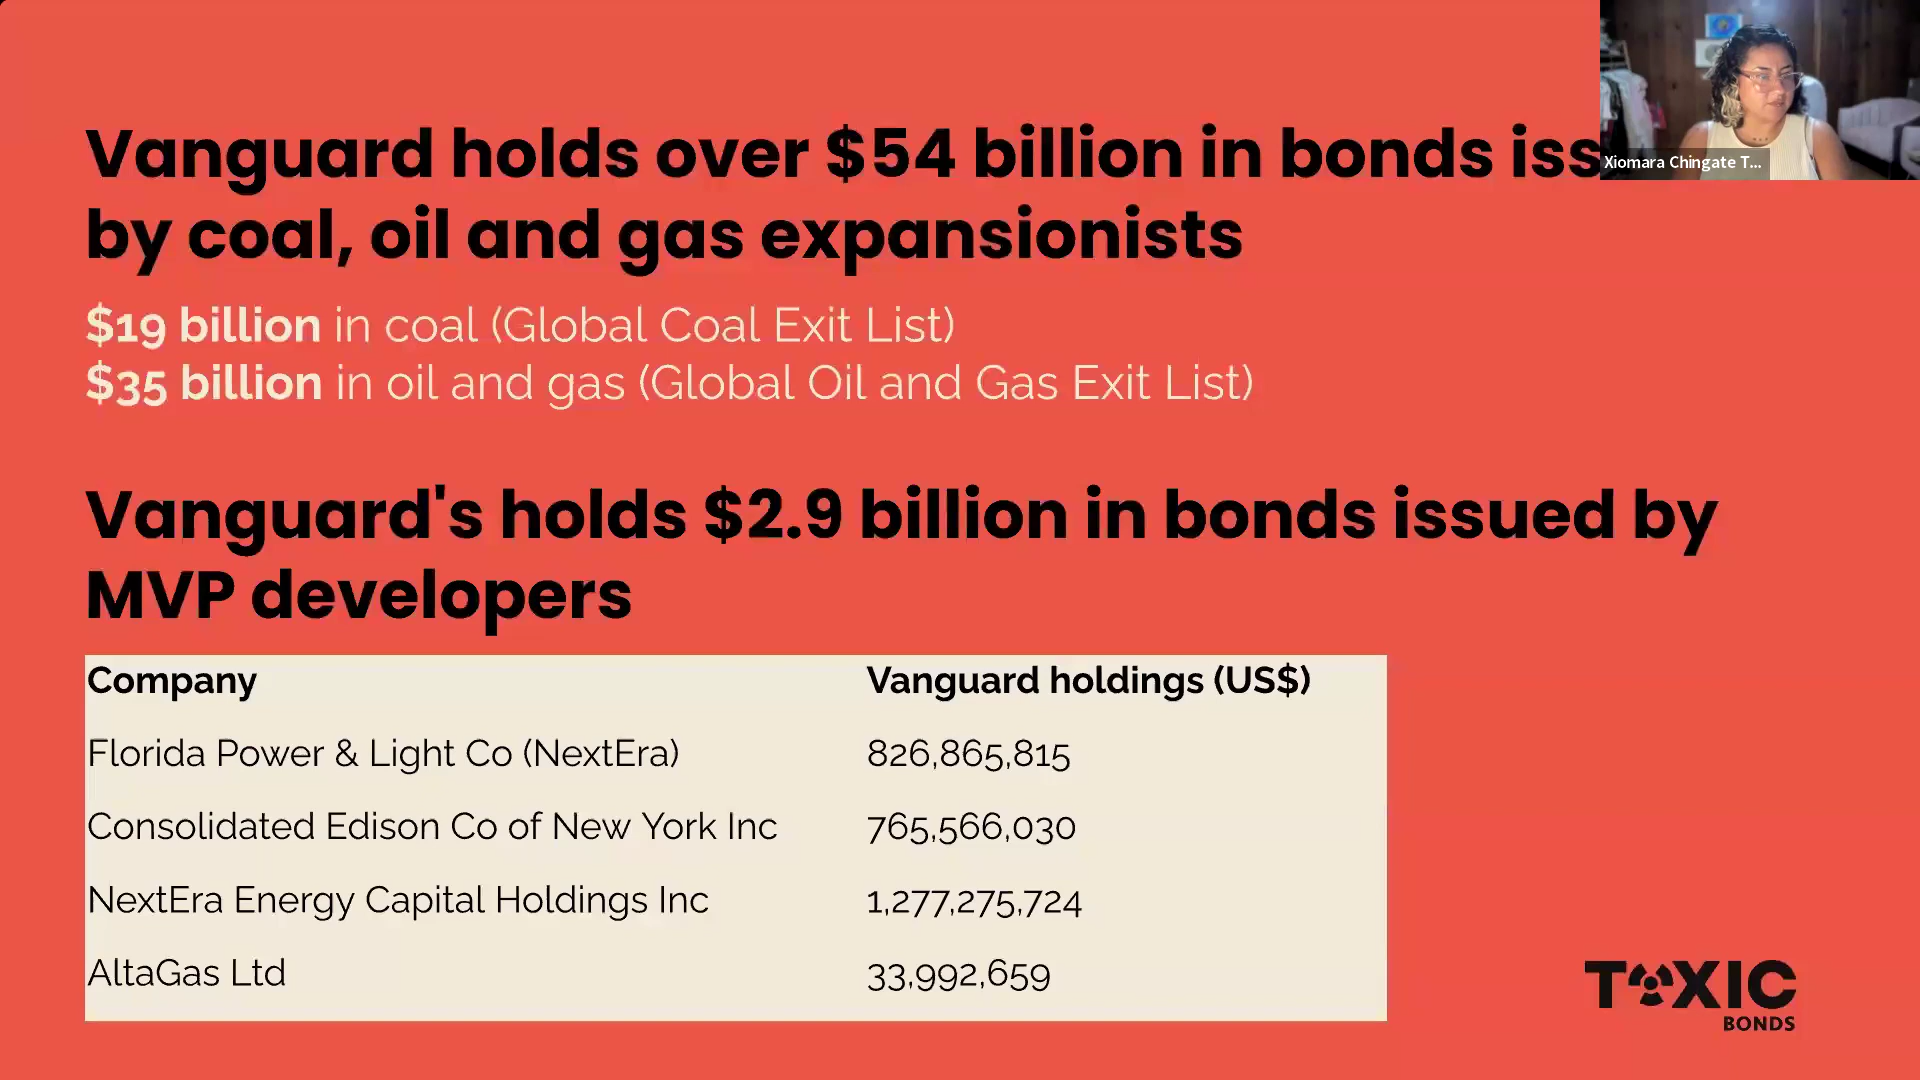 Vanguard holds over $54 billion in bonds iss
by coal, oil and gas expansionists
$19 billion in coal (Global Coal Exit List)
$35 billion in oil and gas (Global Oil and Gas Exit List)
Vanguard's holds $2.9 billion in bonds issued by
MVP developers
Company Vanguard holdings (US$)
Florida Power & Light Co (NextEra) 826,865,815
Consolidated Edison Co of New York Inc 765,566,030
NextEra Energy Capital Holdings Inc 1,277,275,724
AltaGas Ltd 33,992,659
Xiomara Chingate T...
TOXIC
BONDS